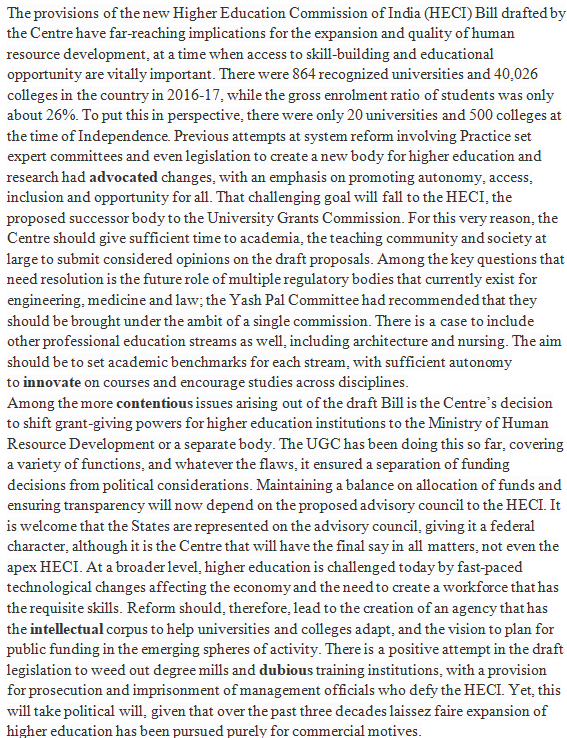 The provisions of the new Higher Education Commission of India (HECI) Bill drafted by
the Centre have far-reaching implications for the expansion and quality of human
resource development, at a time when access to skill-building and educational
opportunity are vitally important. There were 864 recognized universities and 40,026
colleges in the country in 2016-17, while the gross enrolment ratio of students was only
about 26%. To put this in perspective, there were only 20 universities and 500 colleges at
the time of Independence. Previous attempts at system reform involving Practice set
expert committees and even legislation to create a new body for higher education and
research had advocated changes, with an emphasis on promoting autonomy, access,
inclusion and opportunity for all. That challenging goal will fall to the HECI, the
proposed successor body to the University Grants Commission. For this very reason, the
Centre should give sufficient time to academia, the teaching community and society at
large to submit considered opinions on the draft proposals. Among the key questions that
need resolution is the future role of multiple regulatory bodies that currently exist for
engineering, medicine and law; the Yash Pal Committee had recommended that they
should be brought under the ambit of a single commission. There is a case to include
other professional education streams as well, including architecture and nursing. The aim
should be to set academic benchmarks for each stream, with sufficient autonomy
to innovate on courses and encourage studies across disciplines.
Among the more contentious issues arising out of the draft Bill is the Centre's decision
to shift grant-giving powers for higher education institutions to the Ministry of Human
Resource Development or a separate body. The UGC has been doing this so far, covering
a variety of functions, and whatever the flaws, it ensured a separation of funding
decisions from political considerations. Maintaining a balance on allocation of funds and
ensuring transparency will now depend on the proposed advisory council to the HECI. It
is welcome that the States are represented on the advisory council, giving it a federal
character, although it is the Centre that will have the final say in all matters, not even the
apex HECI. At a broader level, higher education is challenged today by fast-paced
technological changes affecting the economy and the need to create a workforce that has
the requisite skills. Reform should, therefore, lead to the creation of an agency that has
the intellectual corpus to help universities and colleges adapt, and the vision to plan for
public funding in the emerging spheres of activity. There is a positive attempt in the draft
legislation to weed out degree mills and dubious training institutions, with a provision
for prosecution and imprisonment of management officials who defy the HECI. Yet, this
will take political will, given that over the past three decades laissez faire expansion of
higher education has been pursued purely for commercial motives.